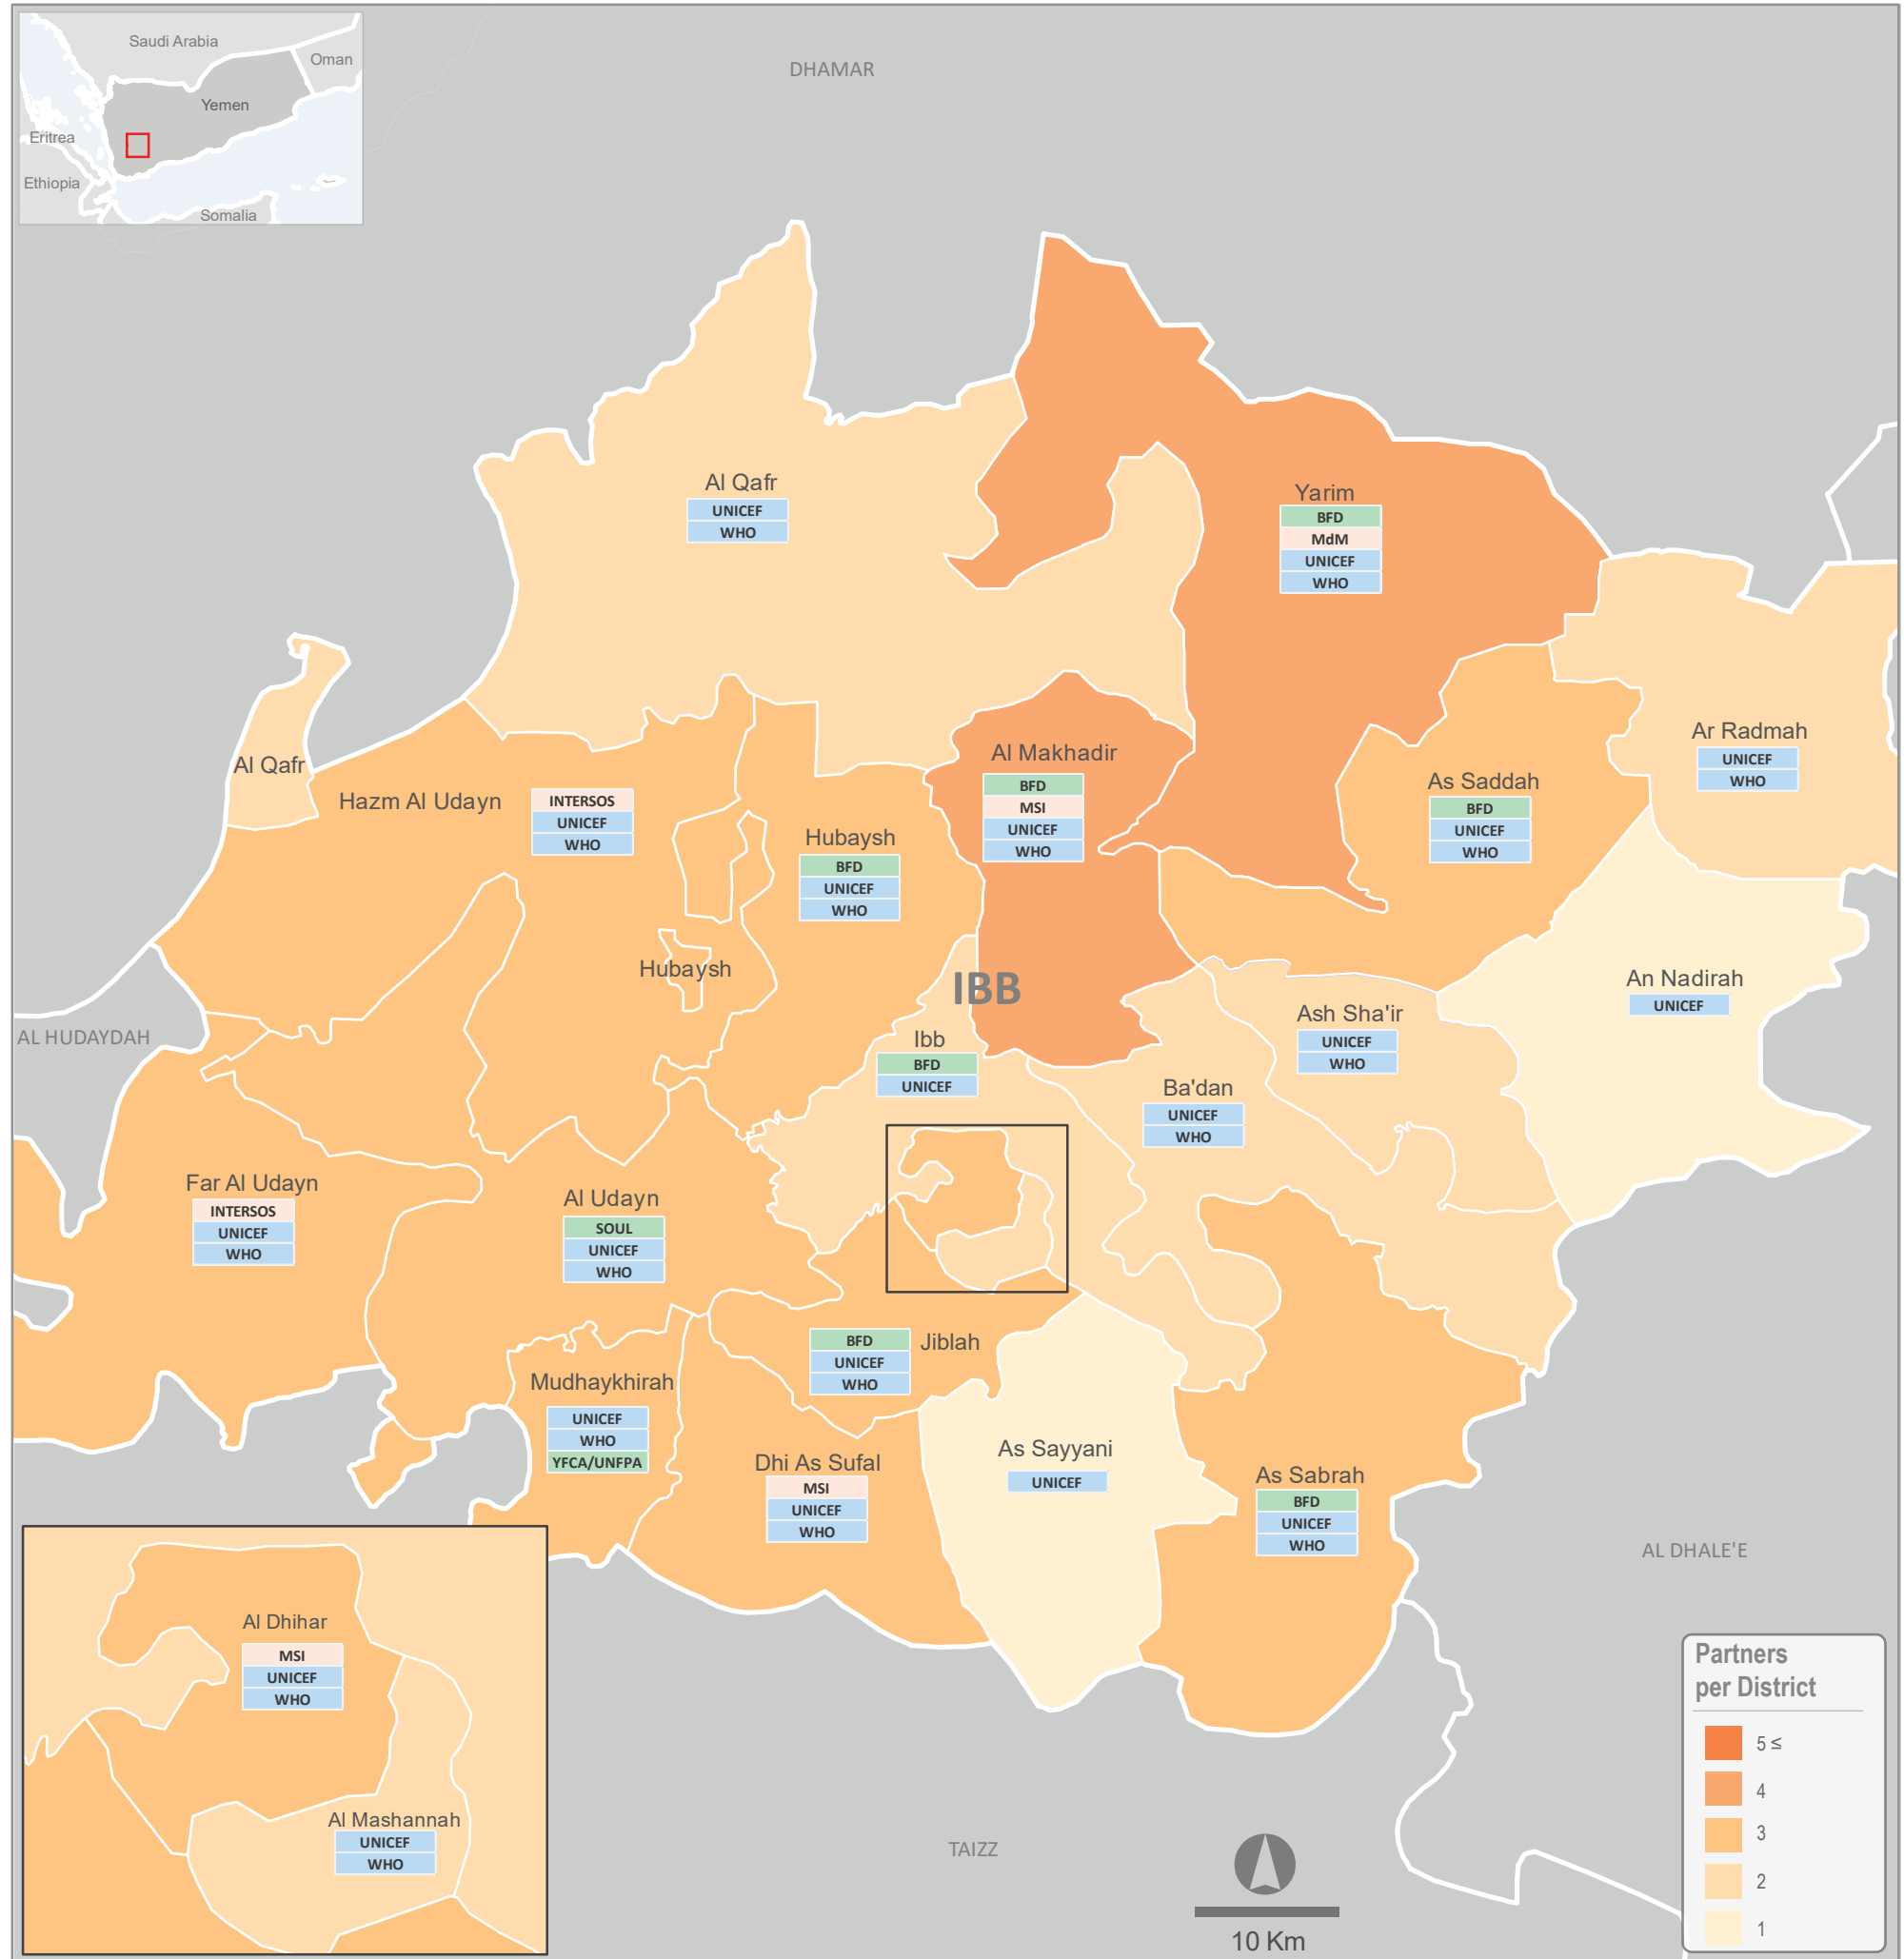 Saudi Arabia
Oman
Yemen
Eritrea
Ethiopia
Somalia
DHAMAR
Al Qafr
UNICEF
WHO
Yarim
BFD
MdM
UNICEF
WHO
Al Qafr
Hazm Al Udayn
INTERSOS
UNICEF
WHO
Hubaysh
BFD
UNICEF
WHO
Al Makhadir
BFD
MSI
UNICEF
WHO
As Saddah
BFD
UNICEF
WHO
Ar Radmah
UNICEF
WHO
Hubaysh
IBB
An Nadirah
UNICEF
AL HUDAYDAH
Ibb
BFD
UNICEF
Ash Sha'ir
UNICEF
WHO
Ba'dan
UNICEF
WHO
Far Al Udayn
INTERSOS
UNICEF
WHO
Al Udayn
SOUL
UNICEF
WHO
Jiblah
BFD
UNICEF
WHO
Mudhaykhirah
UNICEF
WHO
YFCA/UNFPA
Dhi As Sufal
MSI
UNICEF
WHO
As Sayyani
UNICEF
As Sabrah
BFD
UNICEF
WHO
AL DHALE'E
Al Dhihar
MSI
UNICEF
WHO
Al Mashannah
UNICEF
WHO
TAIZZ
10 Km
Partners
per District
5 ≤
4
3
2
1